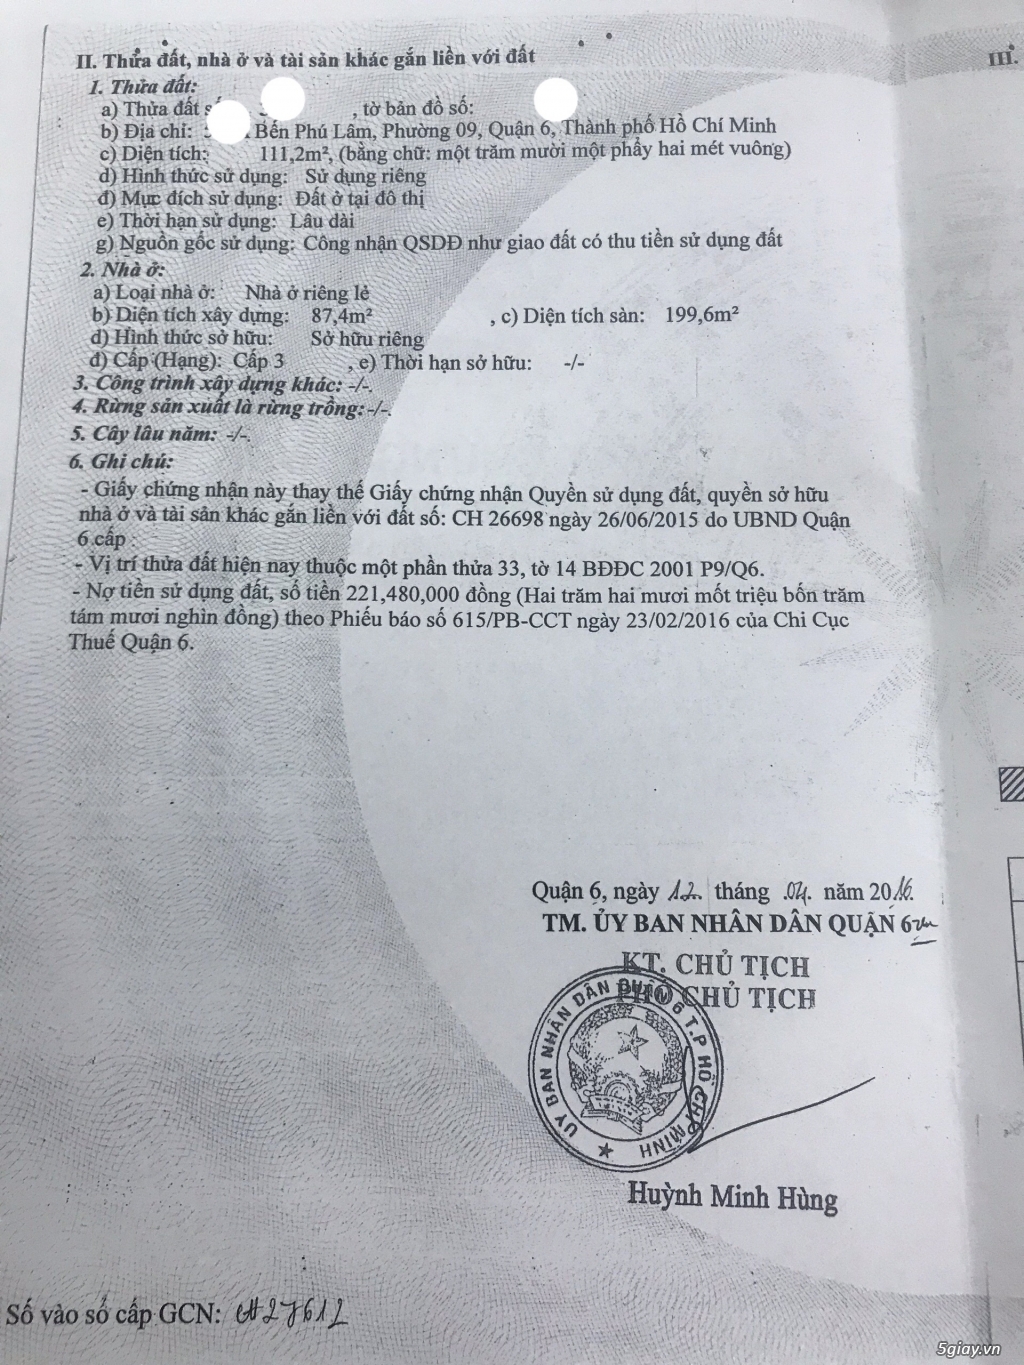 II. Thửa đất, nhà ở và tài sản khác gắn liền với đất
III.
1. Thửa đất:
a) Thửa đất s , tờ bản đồ số:
b) Địa chỉ: Bến Phú Lâm, Phường 09, Quận 6, Thành phố Hồ Chí Minh
c) Diện tích: 111,2m², (bằng chữ: một trăm mười một phẩy hai mét vuông)
d) Hình thức sử dụng: Sử dụng riêng
đ) Mục đích sử dụng: Đất ở tại đô thị
e) Thời hạn sử dụng: Lâu dài
g) Nguồn gốc sử dụng: Công nhận QSDĐ như giao đất có thu tiền sử dụng đất
2. Nhà ở:
a) Loại nhà ở: Nhà ở riêng lẻ
b) Diện tích xây dựng: 87,4m² , c) Diện tích sàn: 199,6m²
d) Hình thức sở hữu: Sở hữu riêng
đ) Cấp (Hạng): Cấp 3 , e) Thời hạn sở hữu: -/-
3. Công trình xây dựng khác: -/-.
4. Rừng sản xuất là rừng trồng: -/-.
5. Cây lâu năm: -/-.
6. Ghi chú:
- Giấy chứng nhận này thay thế Giấy chứng nhận Quyền sử dụng đất, quyền sở hữu
nhà ở và tài sản khác gắn liền với đất số: CH 26698 ngày 26/06/2015 do UBND Quận
6 cấp
- Vị trí thửa đất hiện nay thuộc một phần thửa 33, tờ 14 BĐĐC 2001 P9/Q6.
- Nợ tiền sử dụng đất, số tiền 221,480,000 đồng (Hai trăm hai mươi mốt triệu bốn trăm
tám mươi nghìn đồng) theo Phiếu báo số 615/PB-CCT ngày 23/02/2016 của Chi Cục
Thuế Quận 6.
Quận 6, ngày 12 tháng 04 năm 2016.
TM. ỦY BAN NHÂN DÂN QUẬN 6
KT. CHỦ TỊCH
PHÓ CHỦ TỊCH
ỦY BAN NHÂN DÂN QUẬN 6 T.P HỒ CHÍ MINH
Huỳnh Minh Hùng
Số vào sổ cấp GCN: CH27612
5giay.vn